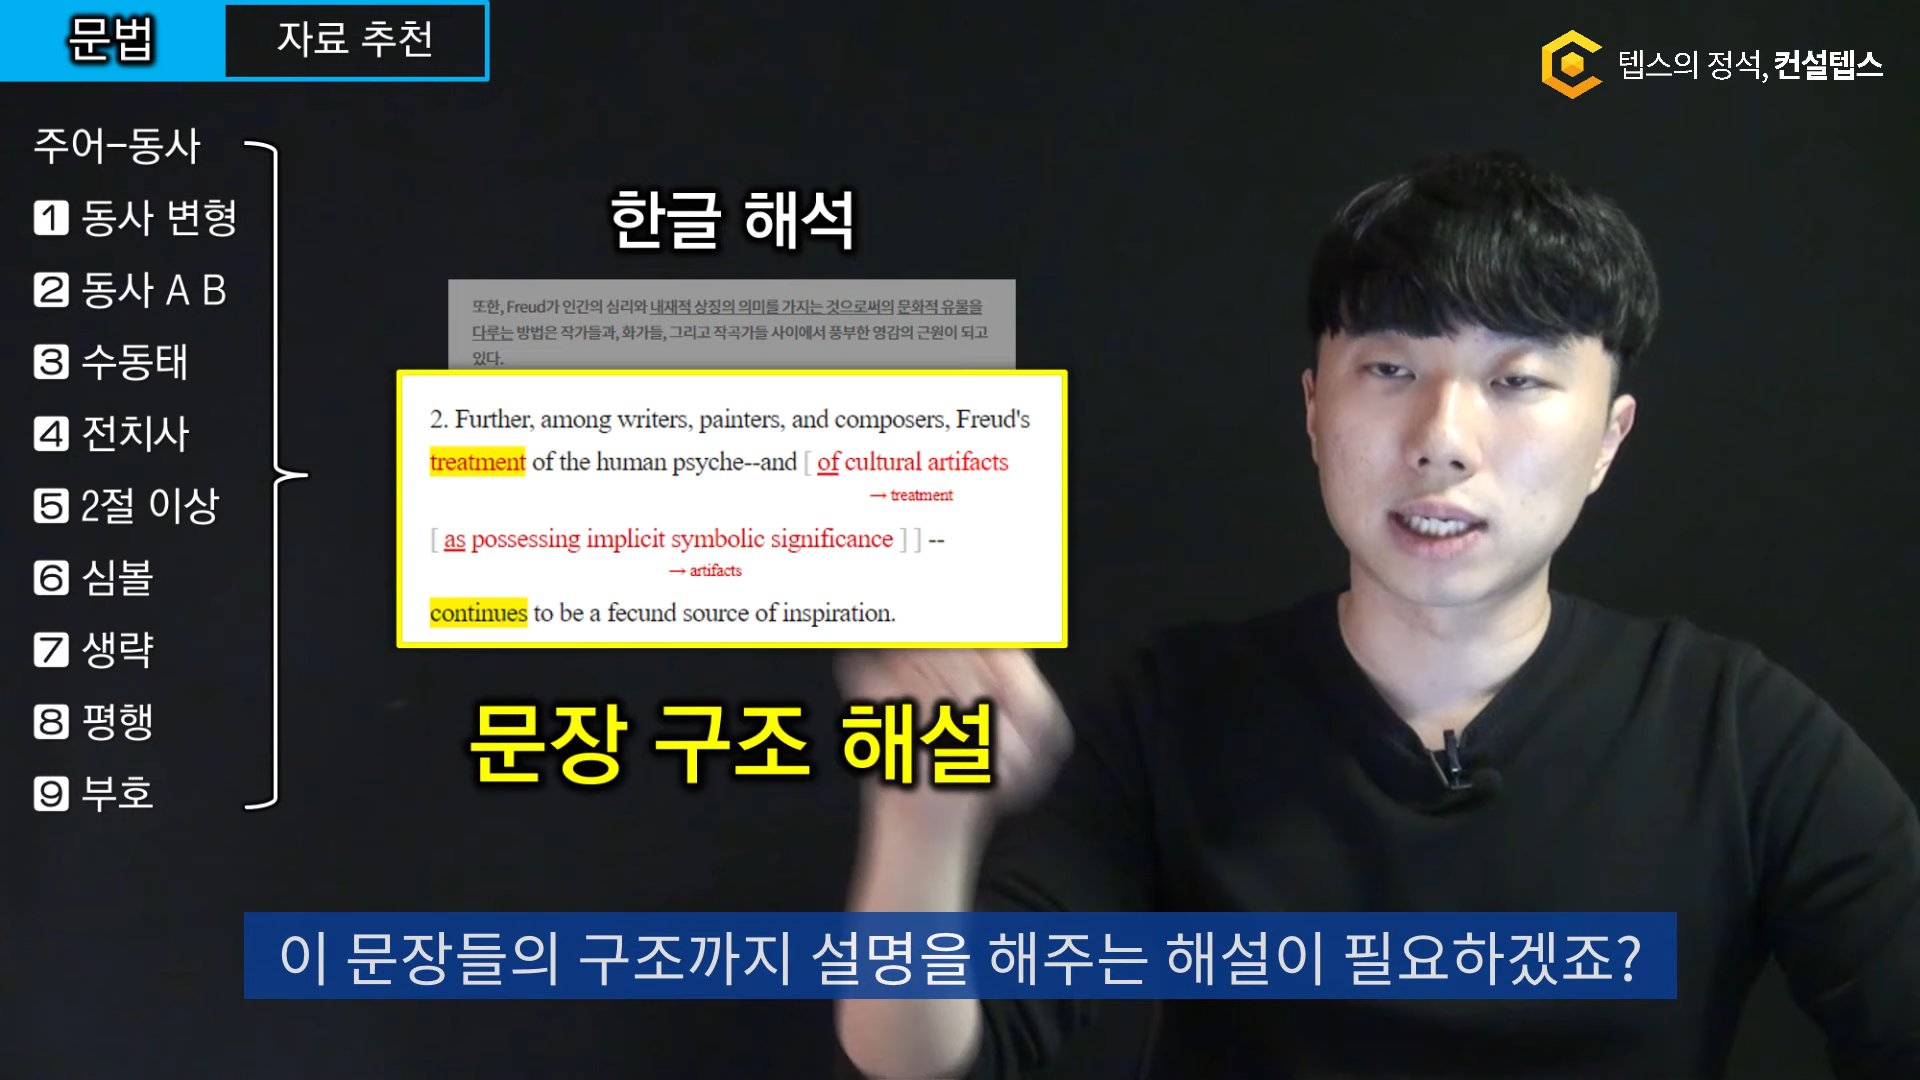 문법
자료 추천
텝스의 정석, 컨설텝스
주어-동사
1 동사 변형
2 동사 A B
3 수동태
4 전치사
5 2절 이상
6 심볼
7 생략
8 평행
9 부호
한글 해석
또한, Freud가 인간의 심리와 내재적 상징의 의미를 가지는 것으로써의 문화적 유물을
다루는 방법은 작가들과, 화가들, 그리고 작곡가들 사이에서 풍부한 영감의 근원이 되고
있다.
2. Further, among writers, painters, and composers, Freud's
treatment of the human psyche--and [ of cultural artifacts
→ treatment
[ as possessing implicit symbolic significance ] ] --
→ artifacts
continues to be a fecund source of inspiration.
문장 구조 해설
이 문장들의 구조까지 설명을 해주는 해설이 필요하겠죠?